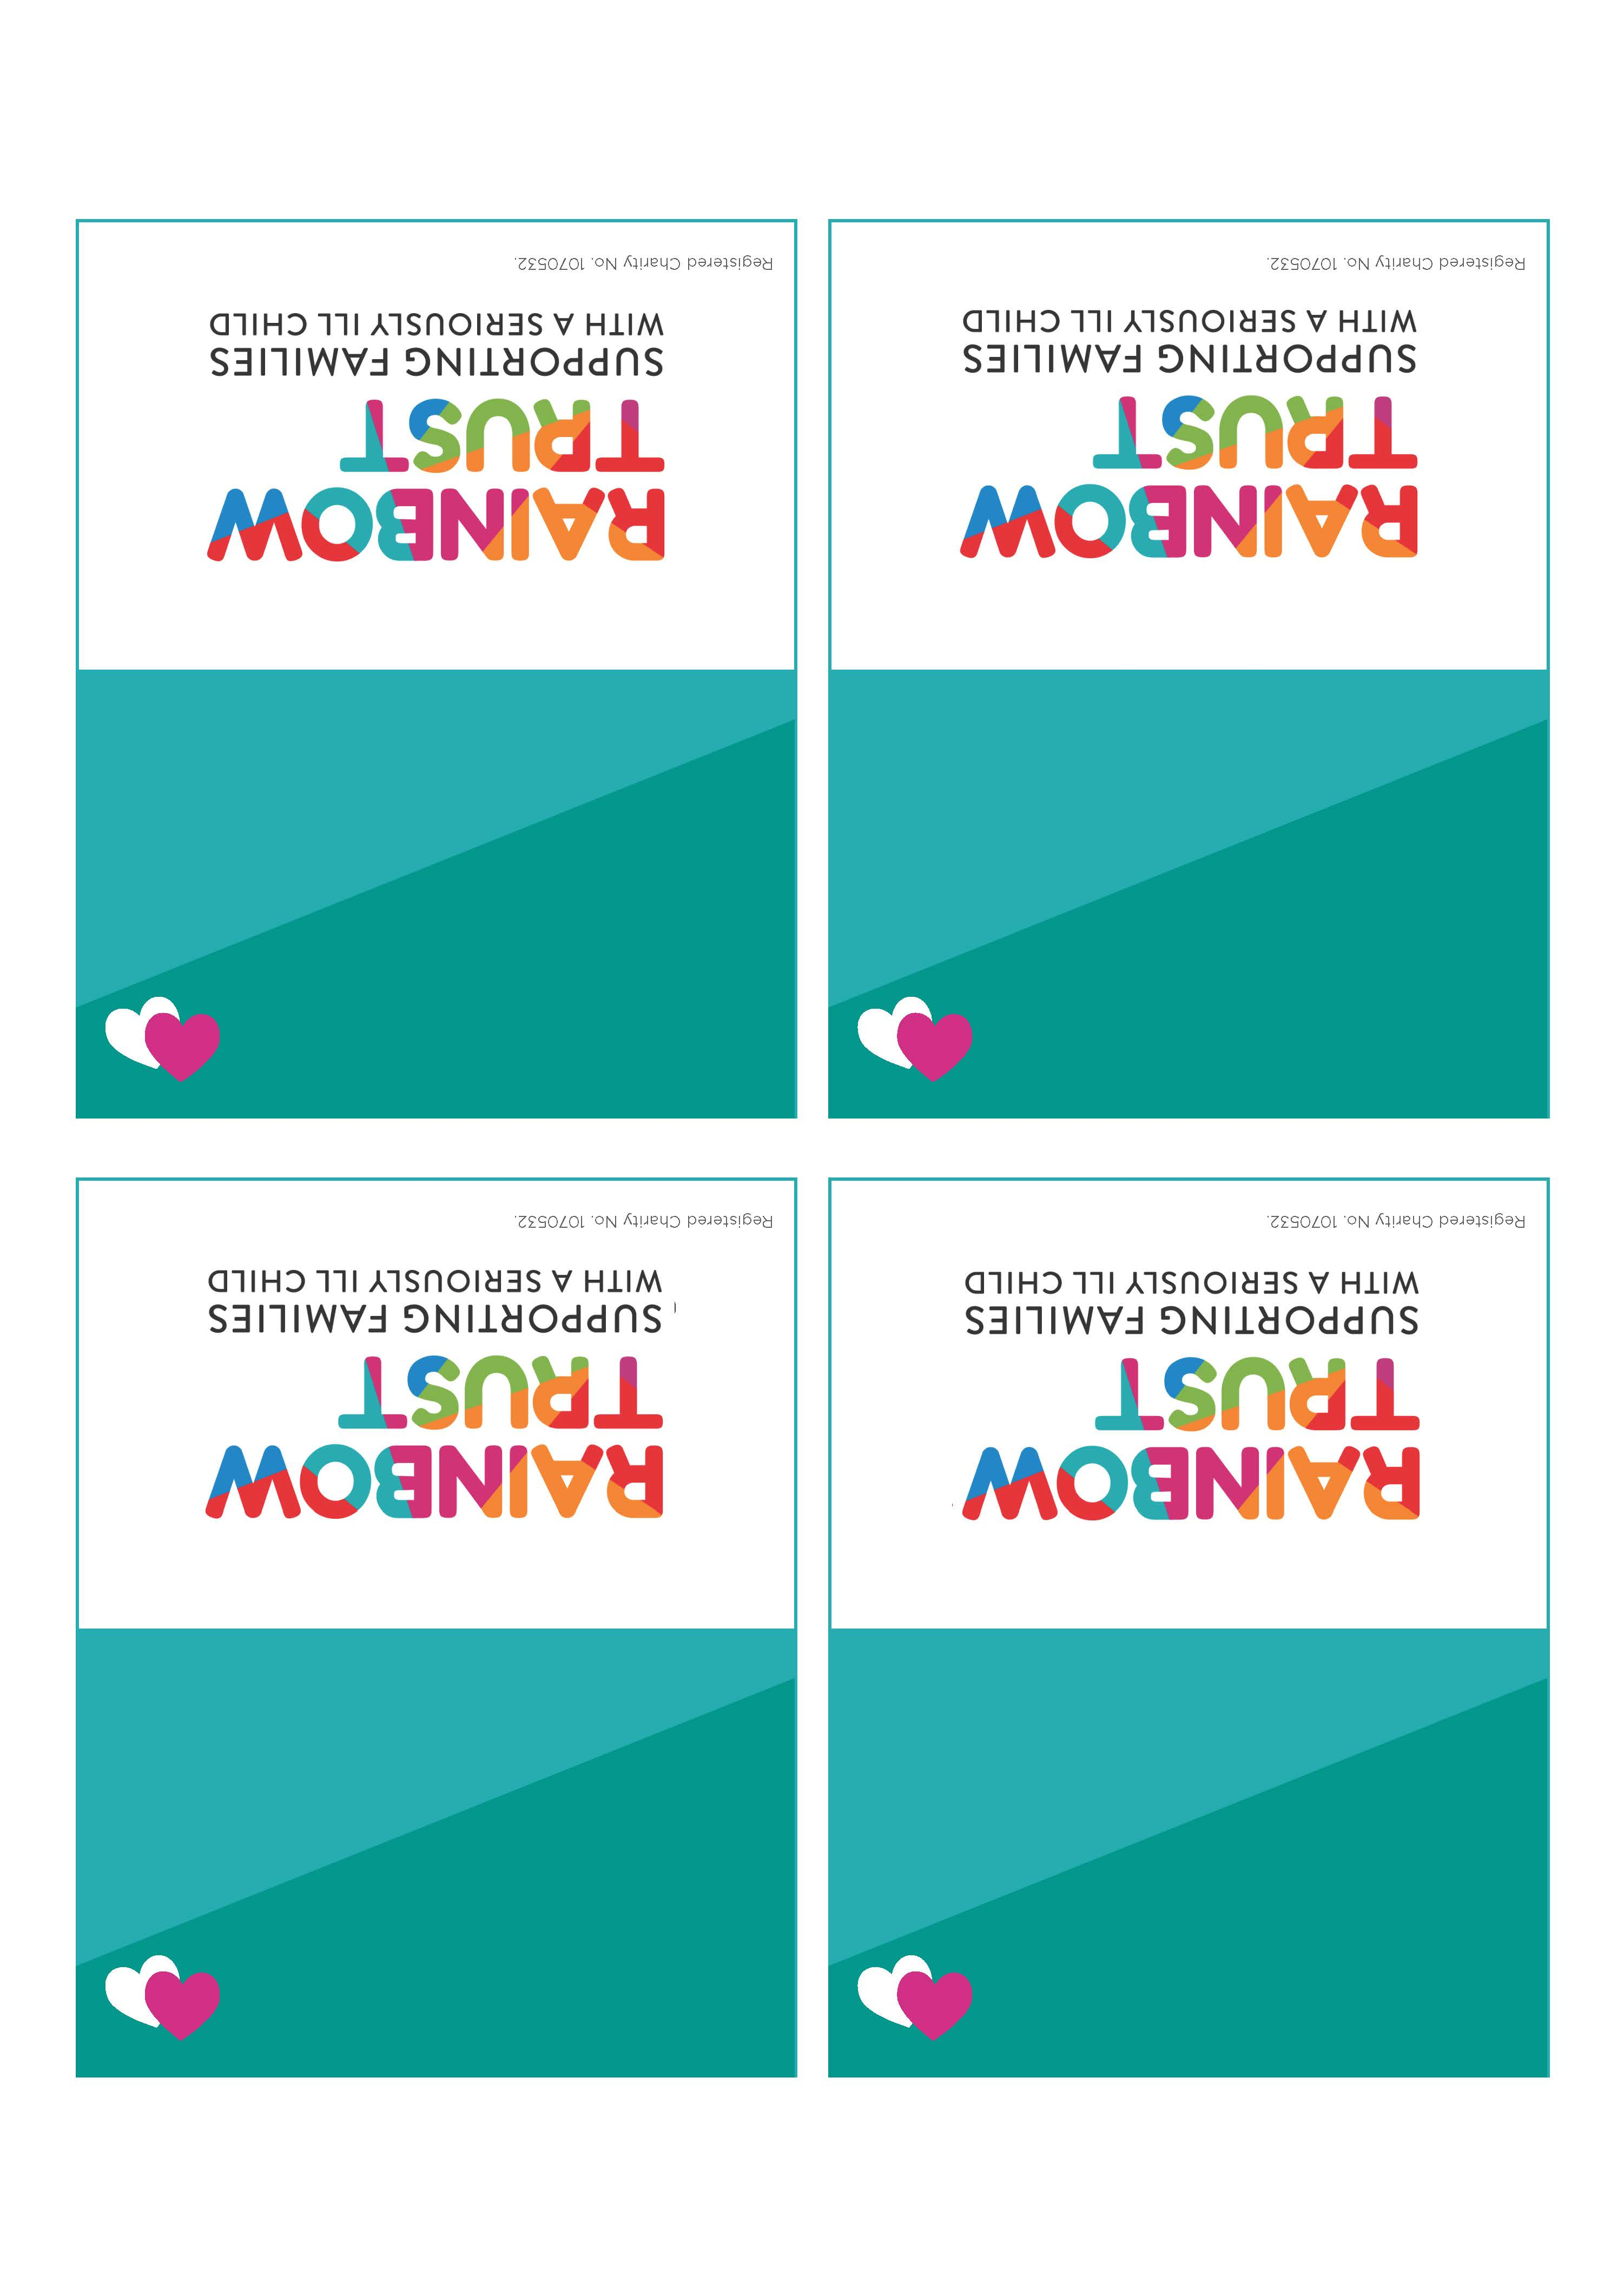 RAINBOW
TRUST
SUPPORTING FAMILIES
WITH A SERIOUSLY ILL CHILD
Registered Charity No. 1070532.
RAINBOW
TRUST
SUPPORTING FAMILIES
WITH A SERIOUSLY ILL CHILD
Registered Charity No. 1070532.
RAINBOW
TRUST
SUPPORTING FAMILIES
WITH A SERIOUSLY ILL CHILD
Registered Charity No. 1070532.
RAINBOW
TRUST
SUPPORTING FAMILIES
WITH A SERIOUSLY ILL CHILD
Registered Charity No. 1070532.